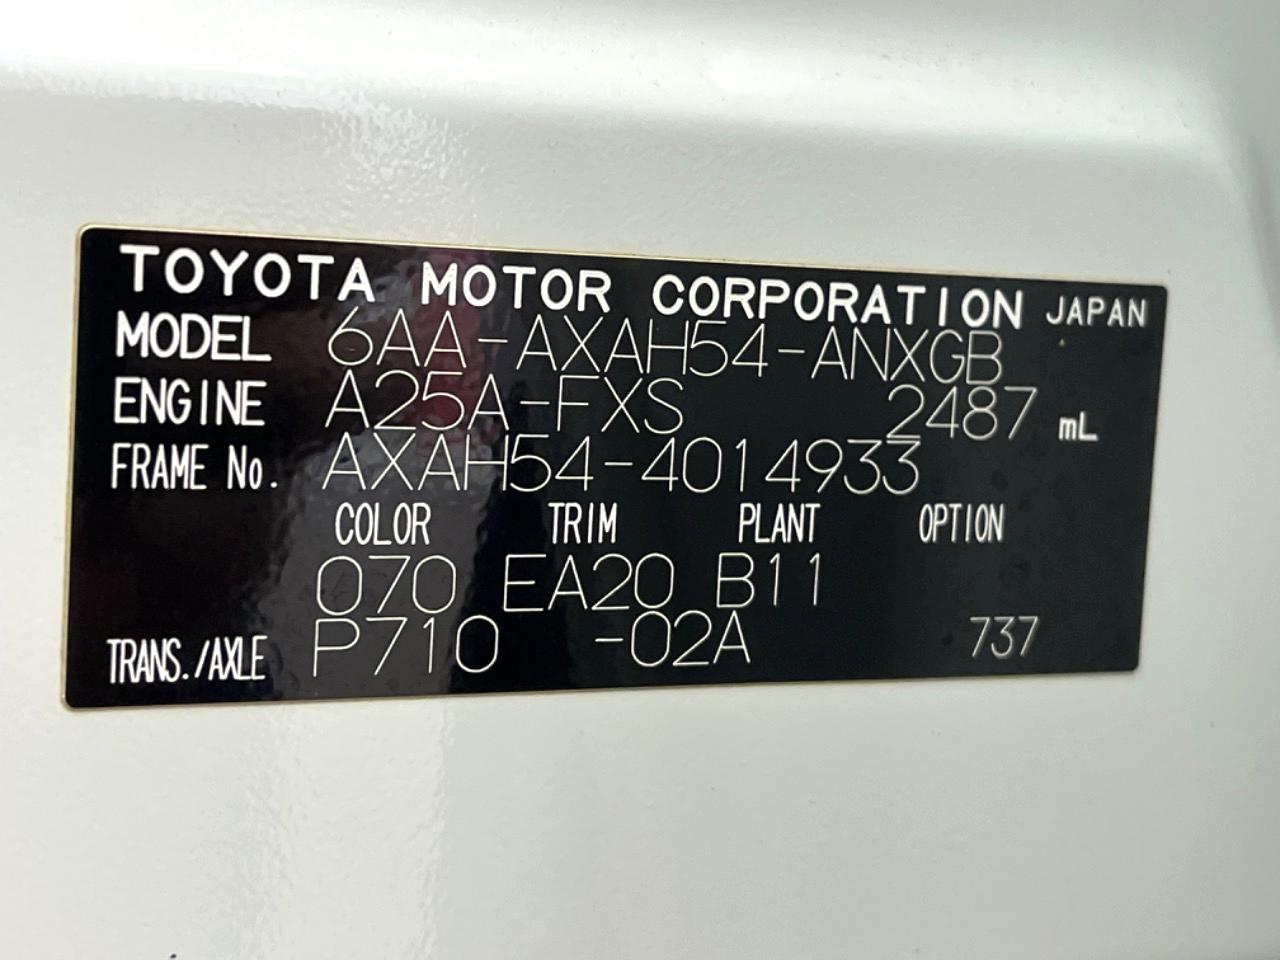 TOYOTA MOTOR CORPORATION JAPAN
MODEL 6AA-AXAH54-ANXGB
ENGINE A25A-FXS 2487 mL
FRAME No. AXAH54-4014933
COLOR TRIM PLANT OPTION
070 EA20 B11
TRANS./AXLE P710 -02A 737